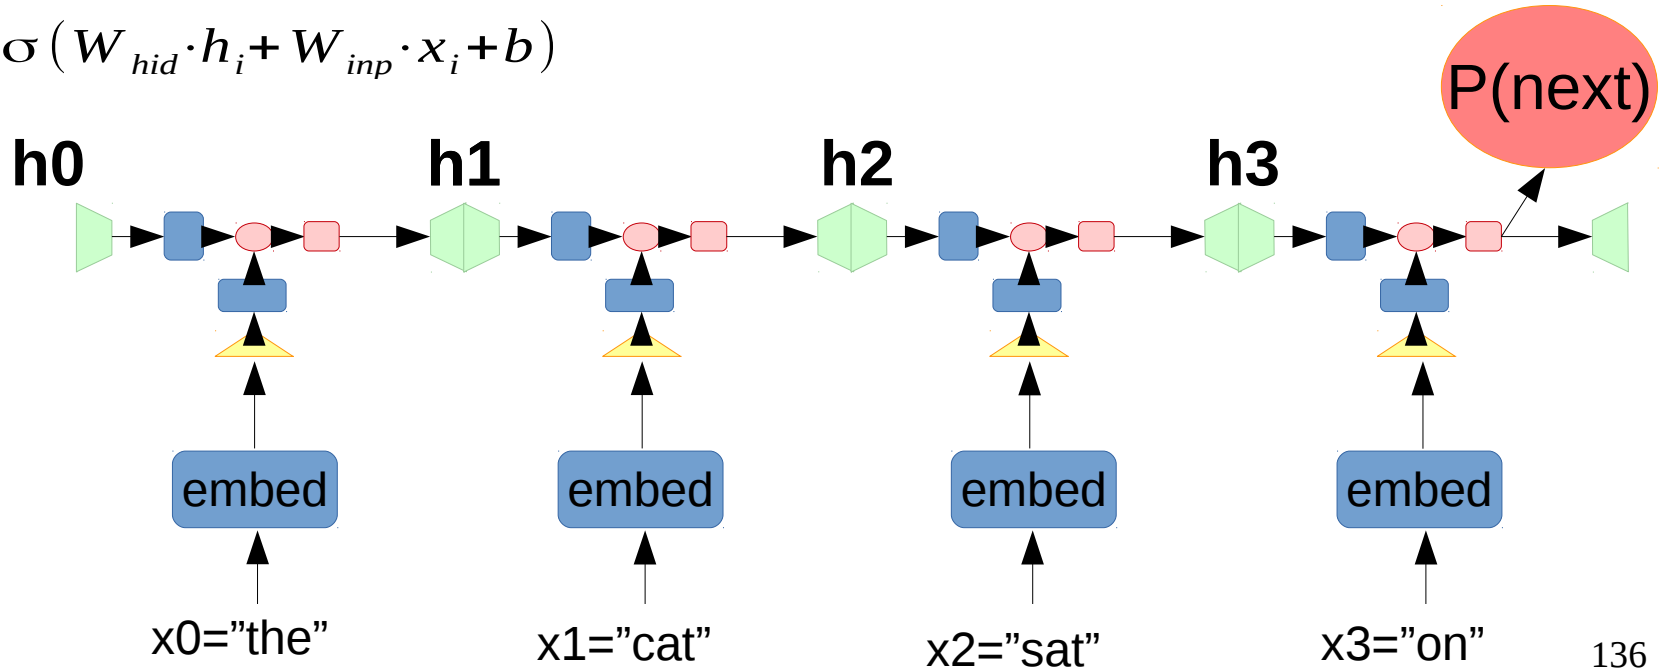 σ(W_hid·h_i+W_inp·x_i+b)
P(next)
h0 h1 h2 h3
embed embed embed embed
x0=”the” x1=”cat” x2=”sat” x3=”on”
136